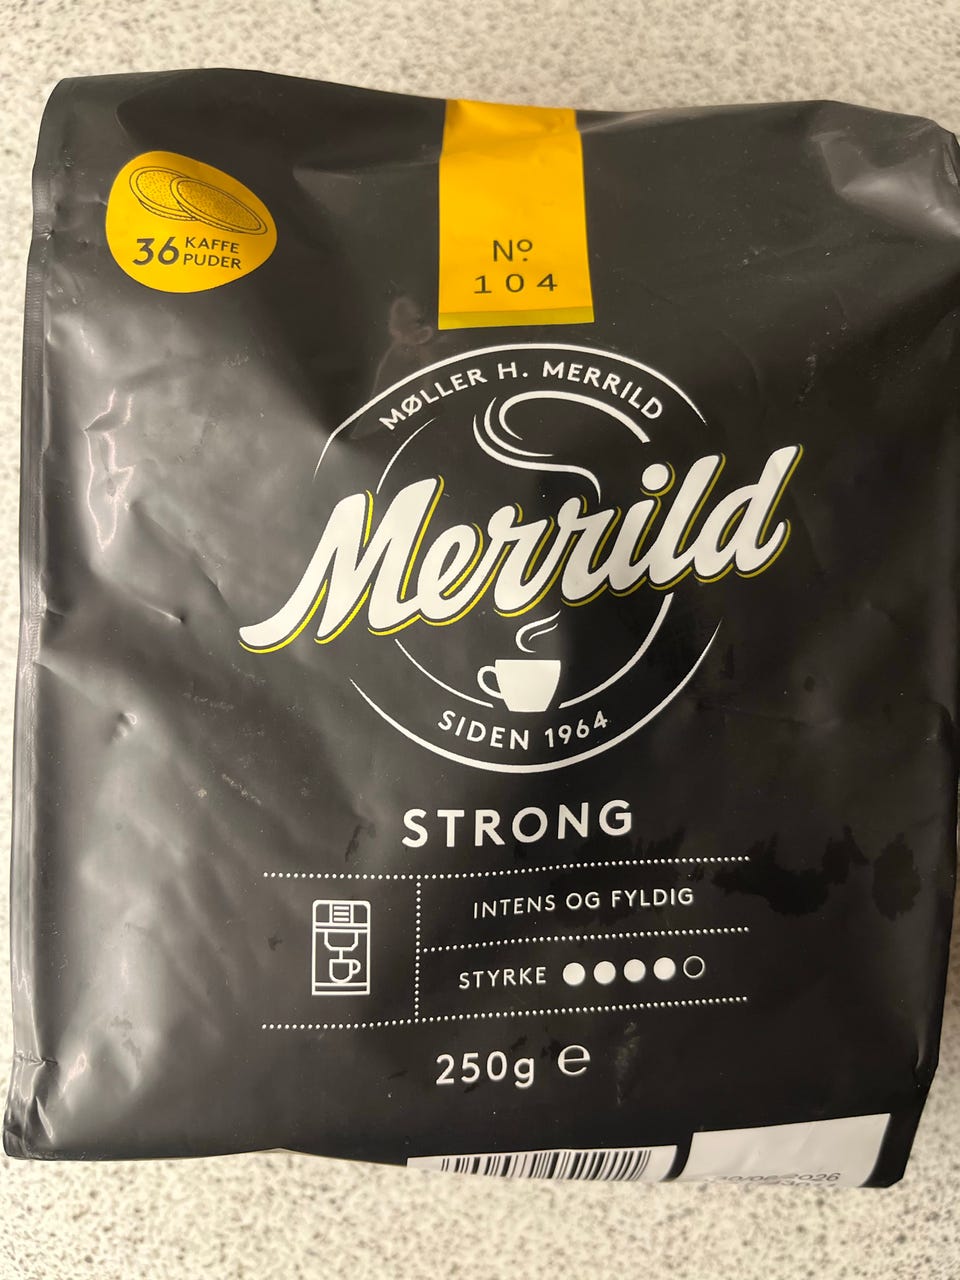 36 KAFFE
PUDER
Nº
104
MØLLER H. MERRILD
Merrild
SIDEN 1964
STRONG
INTENS OG FYLDIG
STYRKE
250g ℮